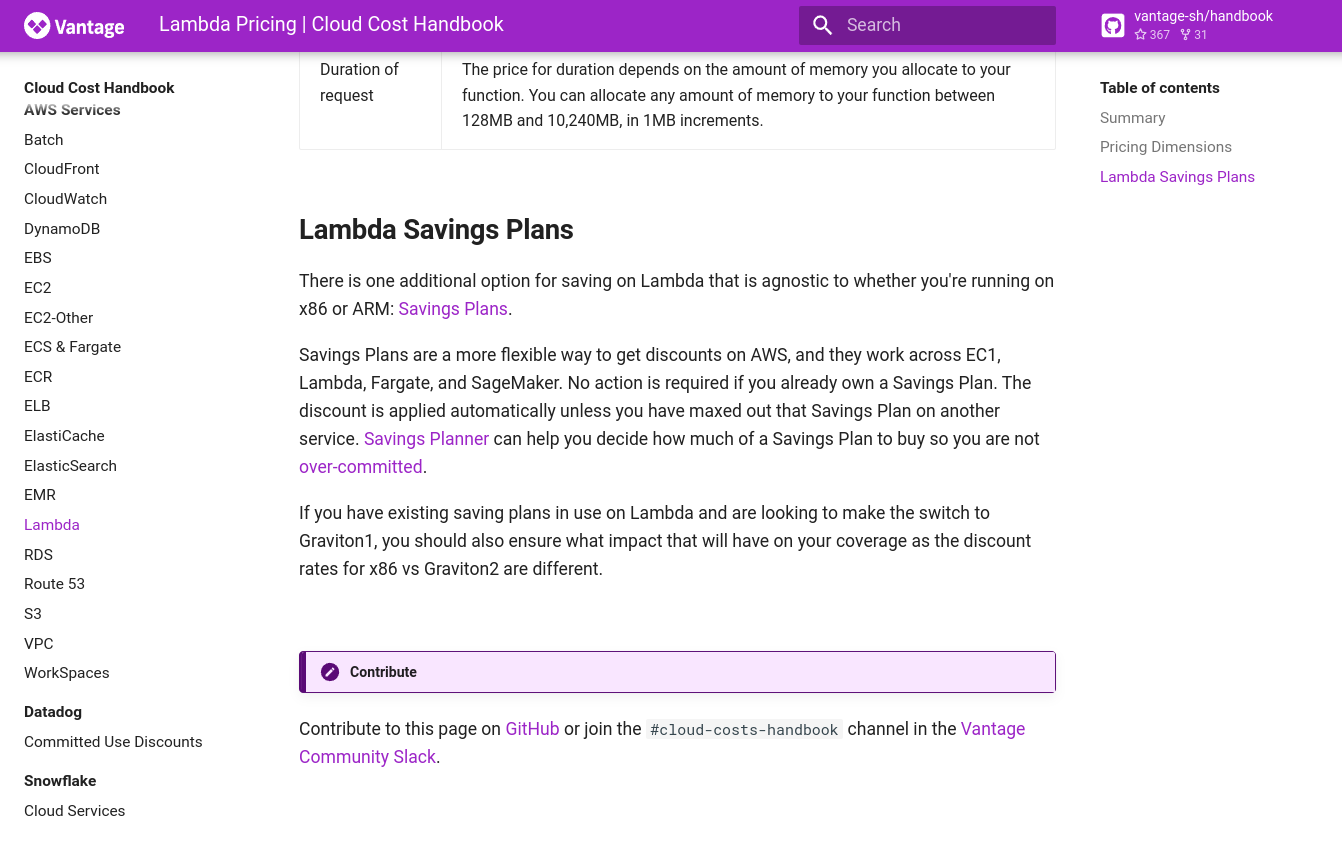 Vantage
Lambda Pricing | Cloud Cost Handbook
Search
vantage-sh/handbook
367 31
Cloud Cost Handbook
AWS Services
Batch
CloudFront
CloudWatch
DynamoDB
EBS
EC2
EC2-Other
ECS & Fargate
ECR
ELB
ElastiCache
ElasticSearch
EMR
Lambda
RDS
Route 53
S3
VPC
WorkSpaces
Datadog
Committed Use Discounts
Snowflake
Cloud Services
Duration of
request
The price for duration depends on the amount of memory you allocate to your
function. You can allocate any amount of memory to your function between
128MB and 10,240MB, in 1MB increments.
Lambda Savings Plans
There is one additional option for saving on Lambda that is agnostic to whether you're running on
x86 or ARM: Savings Plans.
Savings Plans are a more flexible way to get discounts on AWS, and they work across EC1,
Lambda, Fargate, and SageMaker. No action is required if you already own a Savings Plan. The
discount is applied automatically unless you have maxed out that Savings Plan on another
service. Savings Planner can help you decide how much of a Savings Plan to buy so you are not
over-committed.
If you have existing saving plans in use on Lambda and are looking to make the switch to
Graviton1, you should also ensure what impact that will have on your coverage as the discount
rates for x86 vs Graviton2 are different.
Contribute
Contribute to this page on GitHub or join the #cloud-costs-handbook channel in the Vantage
Community Slack.
Table of contents
Summary
Pricing Dimensions
Lambda Savings Plans